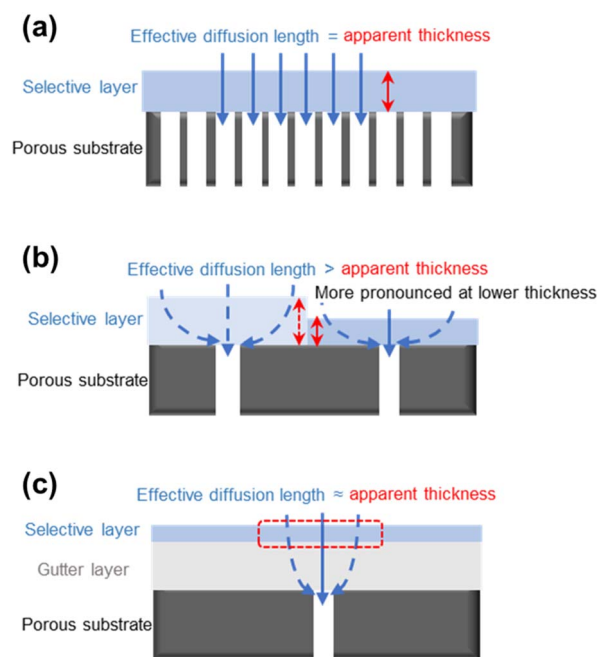 (a)
Effective diffusion length = apparent thickness
Selective layer
Porous substrate
(b)
Effective diffusion length > apparent thickness
More pronounced at lower thickness
Selective layer
Porous substrate
(c)
Effective diffusion length ≈ apparent thickness
Selective layer
Gutter layer
Porous substrate